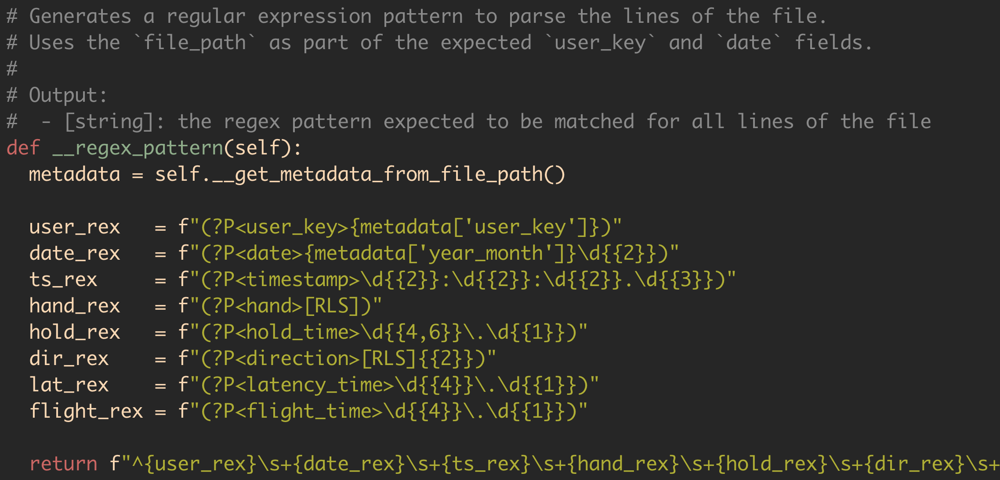 # Generates a regular expression pattern to parse the lines of the file.
# Uses the `file_path` as part of the expected `user_key` and `date` fields.
#
# Output:
#  - [string]: the regex pattern expected to be matched for all lines of the file
def __regex_pattern(self):
  metadata = self.__get_metadata_from_file_path()

  user_rex   = f"(?P<user_key>{metadata['user_key']})"
  date_rex   = f"(?P<date>{metadata['year_month']}\d{{2}})"
  ts_rex     = f"(?P<timestamp>\d{{2}}:\d{{2}}:\d{{2}}.\d{{3}})"
  hand_rex   = f"(?P<hand>[RLS])"
  hold_rex   = f"(?P<hold_time>\d{{4,6}}\.\d{{1}})"
  dir_rex    = f"(?P<direction>[RLS]{{2}})"
  lat_rex    = f"(?P<latency_time>\d{{4}}\.\d{{1}})"
  flight_rex = f"(?P<flight_time>\d{{4}}\.\d{{1}})"

  return f"^{user_rex}\s+{date_rex}\s+{ts_rex}\s+{hand_rex}\s+{hold_rex}\s+{dir_rex}\s+